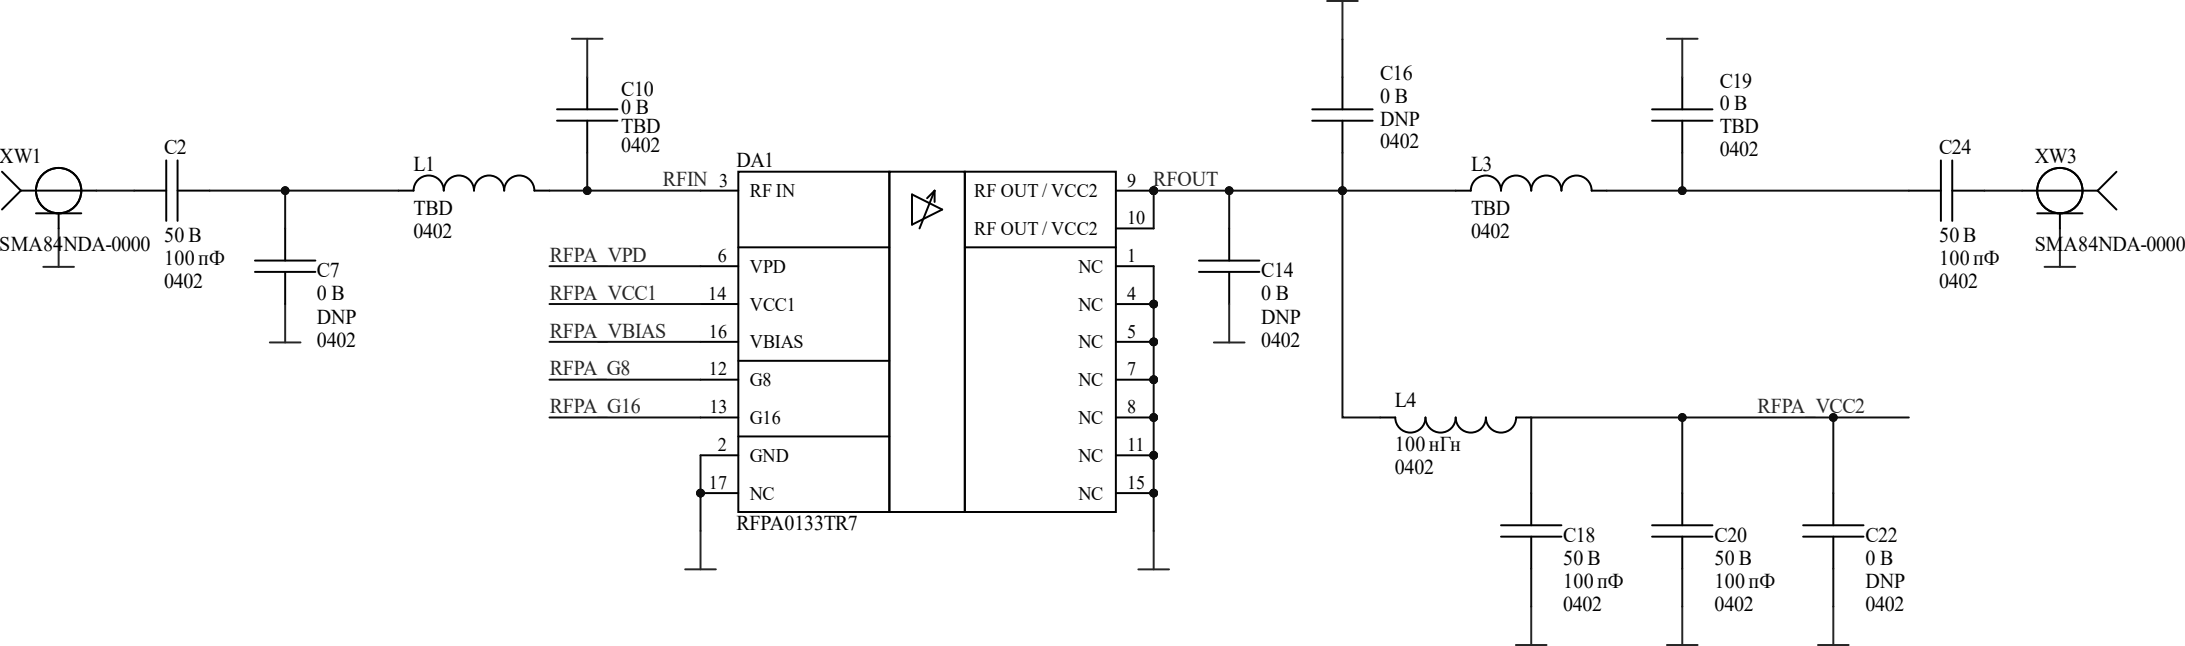 XW1
SMA84NDA-0000
C2
50 В
100 пФ
0402
C7
0 В
DNP
0402
L1
TBD
0402
C10
0 В
TBD
0402
RFIN
DA1
3
RF IN
RFPA_VPD
6
VPD
RFPA_VCC1
14
VCC1
RFPA_VBIAS
16
VBIAS
RFPA_G8
12
G8
RFPA_G16
13
G16
2
GND
17
NC
RFPA0133TR7
RF OUT / VCC2
9
RFOUT
RF OUT / VCC2
10
NC
1
NC
4
NC
5
NC
7
NC
8
NC
11
NC
15
C14
0 В
DNP
0402
C16
0 В
DNP
0402
L3
TBD
0402
C19
0 В
TBD
0402
C24
50 В
100 пФ
0402
XW3
SMA84NDA-0000
L4
100 нГн
0402
RFPA_VCC2
C18
50 В
100 пФ
0402
C20
50 В
100 пФ
0402
C22
0 В
DNP
0402